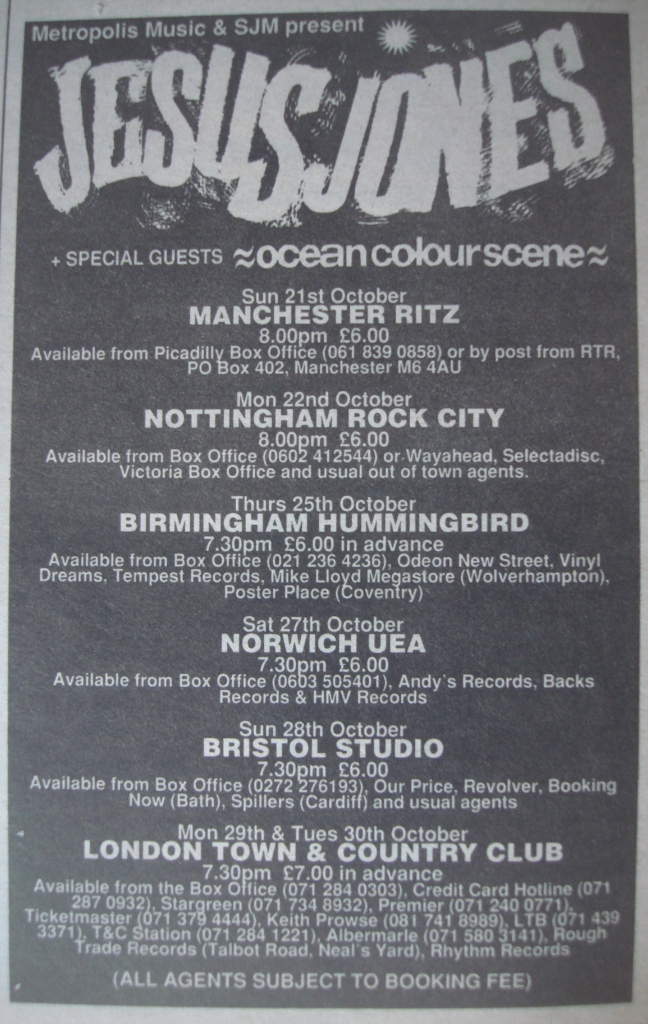 Metropolis Music & SJM present
JESUS JONES
+ SPECIAL GUESTS ≈oceancolourscene≈
Sun 21st October
MANCHESTER RITZ
8.00pm £6.00
Available from Picadilly Box Office (061 839 0858) or by post from RTR,
PO Box 402, Manchester M6 4AU
Mon 22nd October
NOTTINGHAM ROCK CITY
8.00pm £6.00
Available from Box Office (0602 412544) or Wayahead, Selectadisc,
Victoria Box Office and usual out of town agents.
Thurs 25th October
BIRMINGHAM HUMMINGBIRD
7.30pm £6.00 in advance
Available from Box Office (021 236 4236), Odeon New Street, Vinyl
Dreams, Tempest Records, Mike Lloyd Megastore (Wolverhampton),
Poster Place (Coventry)
Sat 27th October
NORWICH UEA
7.30pm £6.00
Available from Box Office (0603 505401), Andy's Records, Backs
Records & HMV Records
Sun 28th October
BRISTOL STUDIO
7.30pm £6.00
Available from Box Office (0272 276193), Our Price, Revolver, Booking
Now (Bath), Spillers (Cardiff) and usual agents
Mon 29th & Tues 30th October
LONDON TOWN & COUNTRY CLUB
7.30pm £7.00 in advance
Available from the Box Office (071 284 0303), Credit Card Hotline (071
287 0932), Stargreen (071 734 8932), Premier (071 240 0771),
Ticketmaster (071 379 4444), Keith Prowse (081 741 8989), LTB (071 439
3371), T&C Station (071 284 1221), Albermarle (071 580 3141), Rough
Trade Records (Talbot Road, Neal's Yard), Rhythm Records
(ALL AGENTS SUBJECT TO BOOKING FEE)